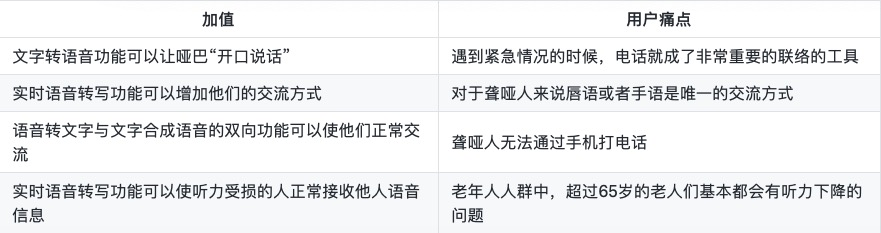 加值
用户痛点
文字转语音功能可以让哑巴“开口说话”
遇到紧急情况的时候，电话就成了非常重要的联络的工具
实时语音转写功能可以增加他们的交流方式
对于聋哑人来说唇语或者手语是唯一的交流方式
语音转文字与文字合成语音的双向功能可以使他们正常交
流
聋哑人无法通过手机打电话
实时语音转写功能可以使听力受损的人正常接收他人语音
信息
老年人人群中，超过65岁的老人们基本都会有听力下降的
问题